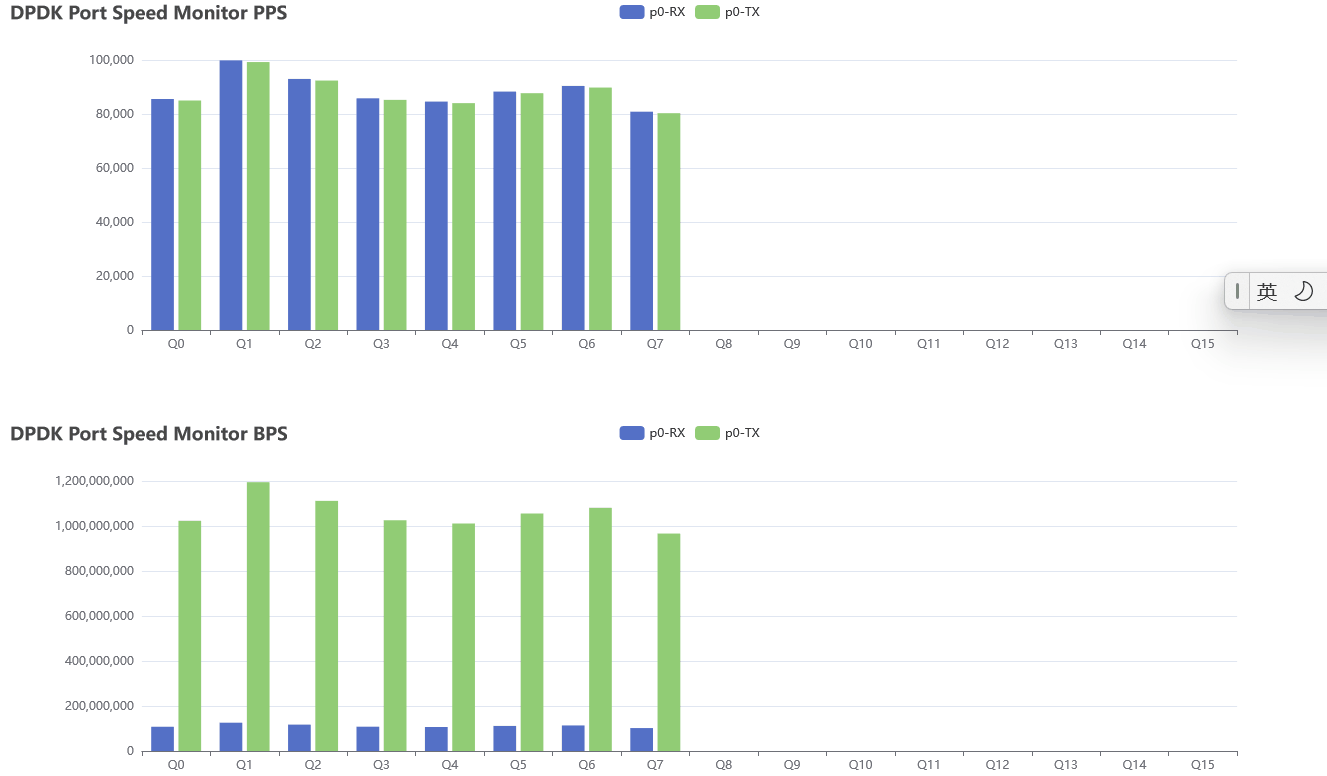 DPDK Port Speed Monitor PPS
p0-RX p0-TX
100,000
80,000
60,000
40,000
20,000
0
Q0 Q1 Q2 Q3 Q4 Q5 Q6 Q7 Q8 Q9 Q10 Q11 Q12 Q13 Q14 Q15
英
DPDK Port Speed Monitor BPS
p0-RX p0-TX
1,200,000,000
1,000,000,000
800,000,000
600,000,000
400,000,000
200,000,000
0
Q0 Q1 Q2 Q3 Q4 Q5 Q6 Q7 Q8 Q9 Q10 Q11 Q12 Q13 Q14 Q15